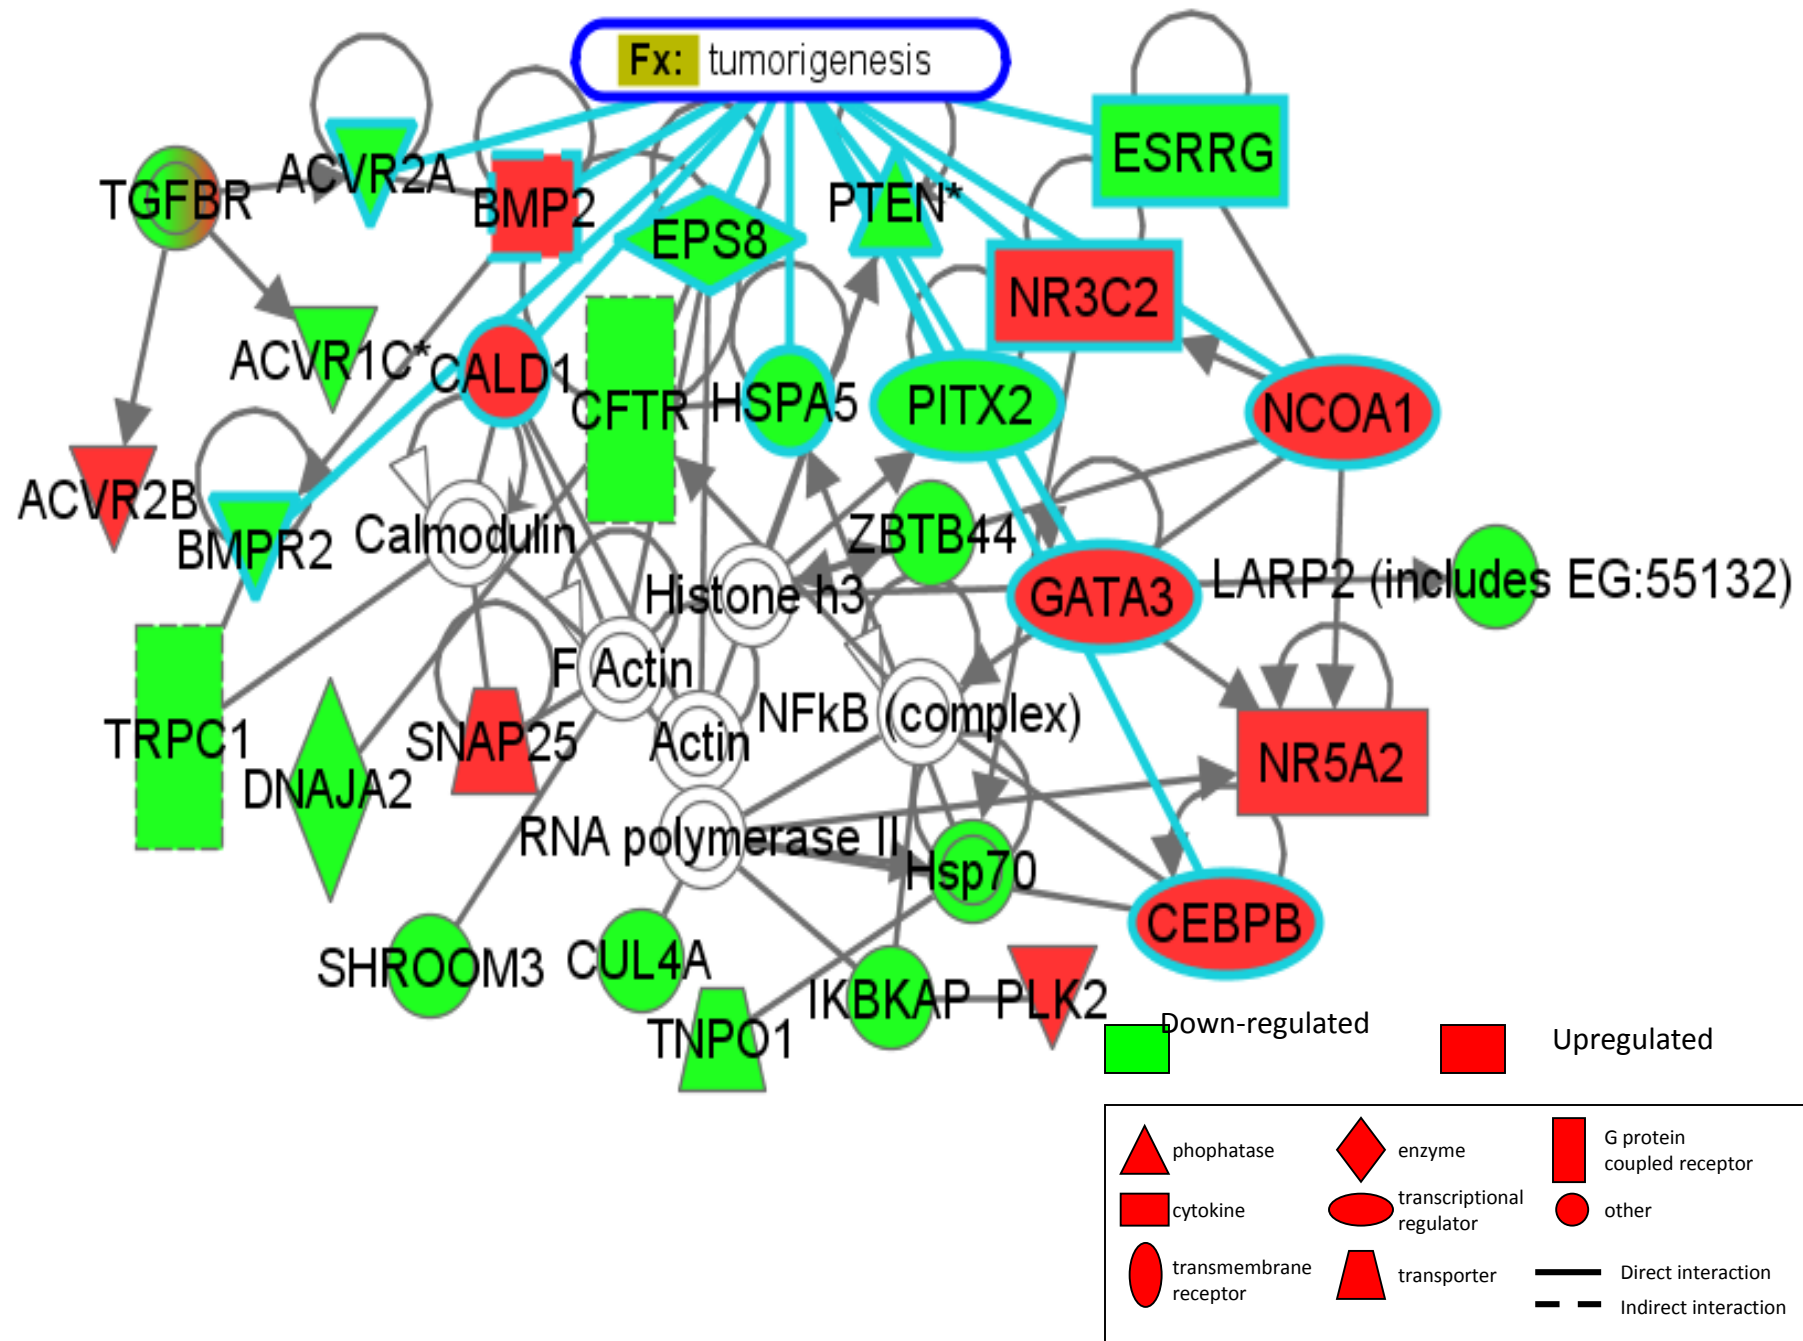 Fx: tumorigenesis
ESRRG
ACVR2A
TGFBR
BMP2
PTEN*
EPS8
NR3C2
ACVR1C*
CALD1
CFTR
HSPA5
PITX2
NCOA1
ACVR2B
BMPR2
Calmodulin
ZBTB44
Histone h3
GATA3
LARP2 (includes EG:55132)
F Actin
TRPC1
DNAJA2
SNAP25
Actin
NFkB (complex)
NR5A2
RNA polymerase II
Hsp70
CEBPB
SHROOM3
CUL4A
TNPO1
IKBKAP
PLK2
Down-regulated
Upregulated
phophatase
enzyme
G protein
coupled receptor
cytokine
transcriptional
regulator
other
transmembrane
receptor
transporter
Direct interaction
Indirect interaction